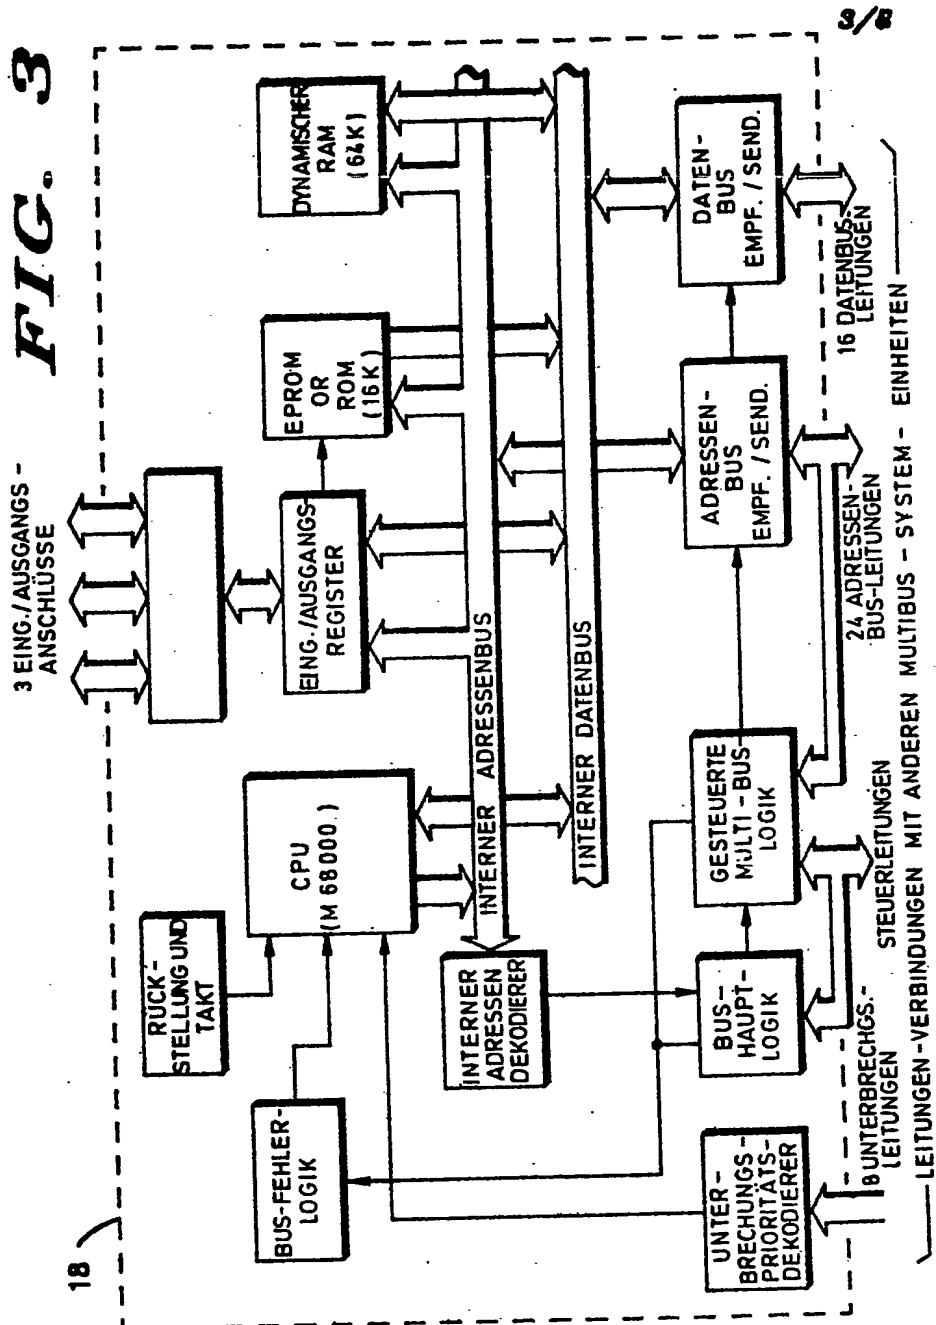 3/8
FIG. 3
18
3 EING./AUSGANGS-
ANSCHLÜSSE
RÜCK-
STELLUNG UND
TAKT
BUS-FEHLER-
LOGIK
CPU
(M 68000.)
EING./AUSGANGS-
REGISTER
EPROM
OR
ROM
(16K)
DYNAMISCHER
RAM
(64K)
INTERNER ADRESSENBUS
INTERNER DATENBUS
INTERNER
ADRESSEN
DEKODIERER
UNTER-
BRECHUNGS-
PRIORITÄTS-
DEKODIERER
BUS-
HAUPT-
LOGIK
GESTEUERTE
MULTI-BUS
LOGIK
ADRESSEN-
BUS
EMPF./SEND.
DATEN-
BUS
EMPF./SEND.
8 UNTERBRECHGS.-
LEITUNGEN
STEUERLEITUNGEN
24 ADRESSEN-
BUS-LEITUNGEN
16 DATENBUS-
LEITUNGEN
LEITUNGEN-VERBINDUNGEN MIT ANDEREN MULTIBUS-SYSTEM-EINHEITEN